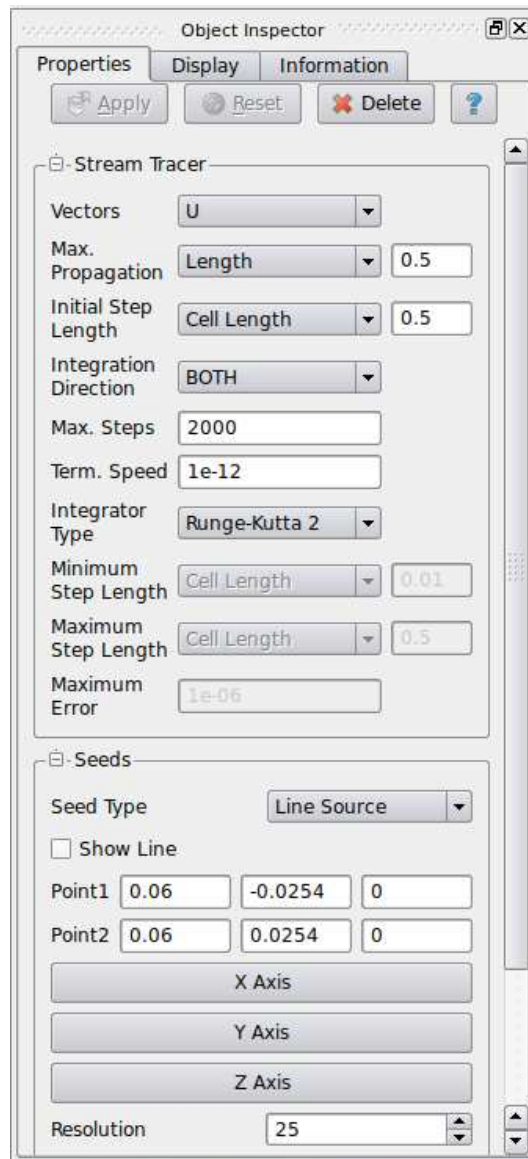 Object Inspector
Properties Display Information
Apply Reset Delete ?
Stream Tracer
Vectors U
Max.
Propagation Length 0.5
Initial Step
Length Cell Length 0.5
Integration
Direction BOTH
Max. Steps 2000
Term. Speed 1e-12
Integrator
Type Runge-Kutta 2
Minimum
Step Length Cell Length 0.01
Maximum
Step Length Cell Length 0.5
Maximum
Error 1e-06
Seeds
Seed Type Line Source
Show Line
Point1 0.06 -0.0254 0
Point2 0.06 0.0254 0
X Axis
Y Axis
Z Axis
Resolution 25